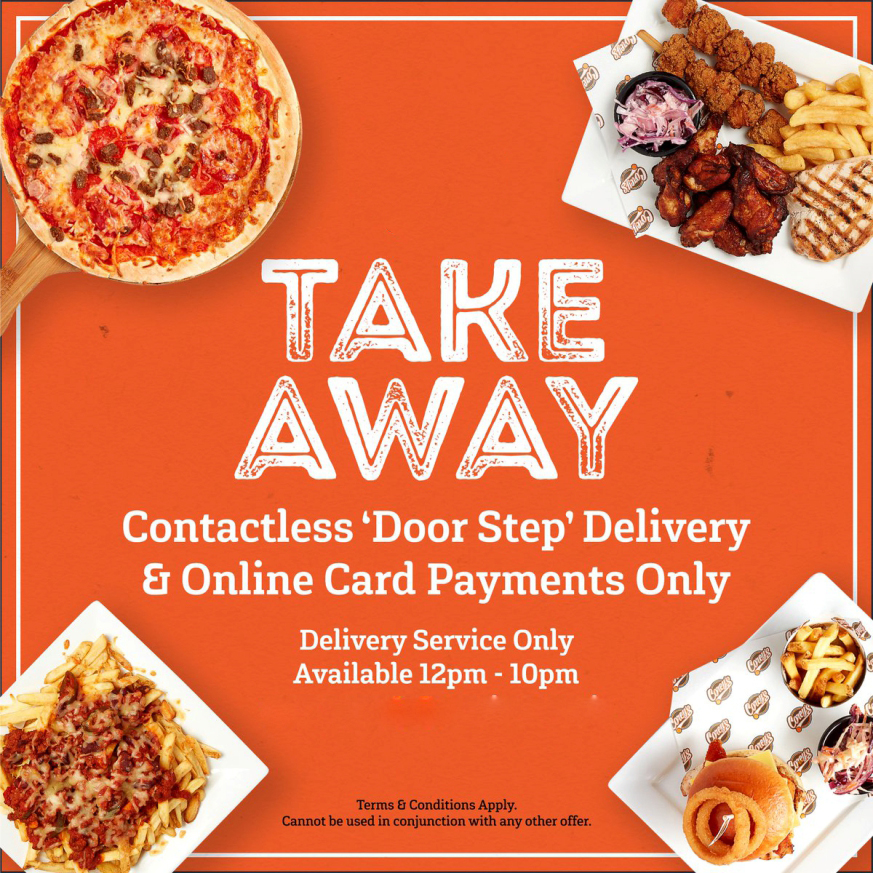 TAKE
AWAY
Contactless ‘Door Step’ Delivery
& Online Card Payments Only
Delivery Service Only
Available 12pm - 10pm
Terms & Conditions Apply.
Cannot be used in conjunction with any other offer.